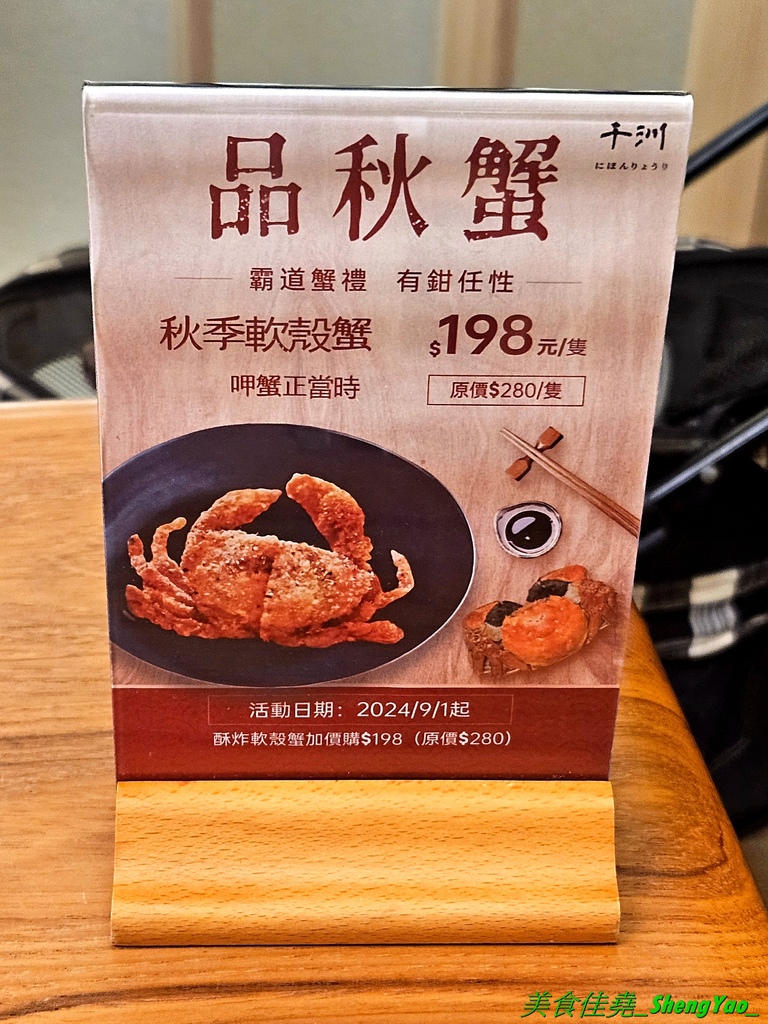 品秋蟹
千洲
にほんりょうり
霸道蟹禮 有鉗任性
秋季軟殼蟹
$198元/隻
呷蟹正當時
原價$280/隻
活動日期：2024/9/1起
酥炸軟殼蟹加價購$198（原價$280）
美食佳堯_ShengYao_